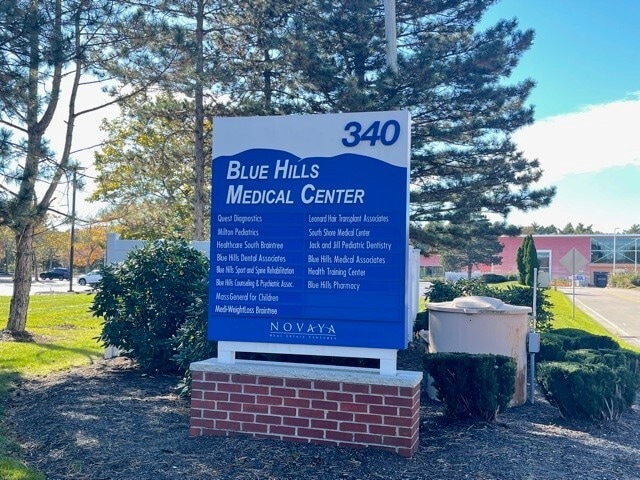 340
BLUE HILLS
MEDICAL CENTER
Quest Diagnostics
Milton Pediatrics
Healthcare South Braintree
Blue Hills Dental Associates
Blue Hills Sport and Spine Rehabilitation
Blue Hills Counseling & Psychiatric Assoc.
MassGeneral for Children
Medi-WeightLoss Braintree
Leonard Hair Transplant Associates
South Shore Medical Center
Jack and Jill Pediatric Dentistry
Blue Hills Medical Associates
Health Training Center
Blue Hills Pharmacy
NOVAYA
REAL ESTATE VENTURES